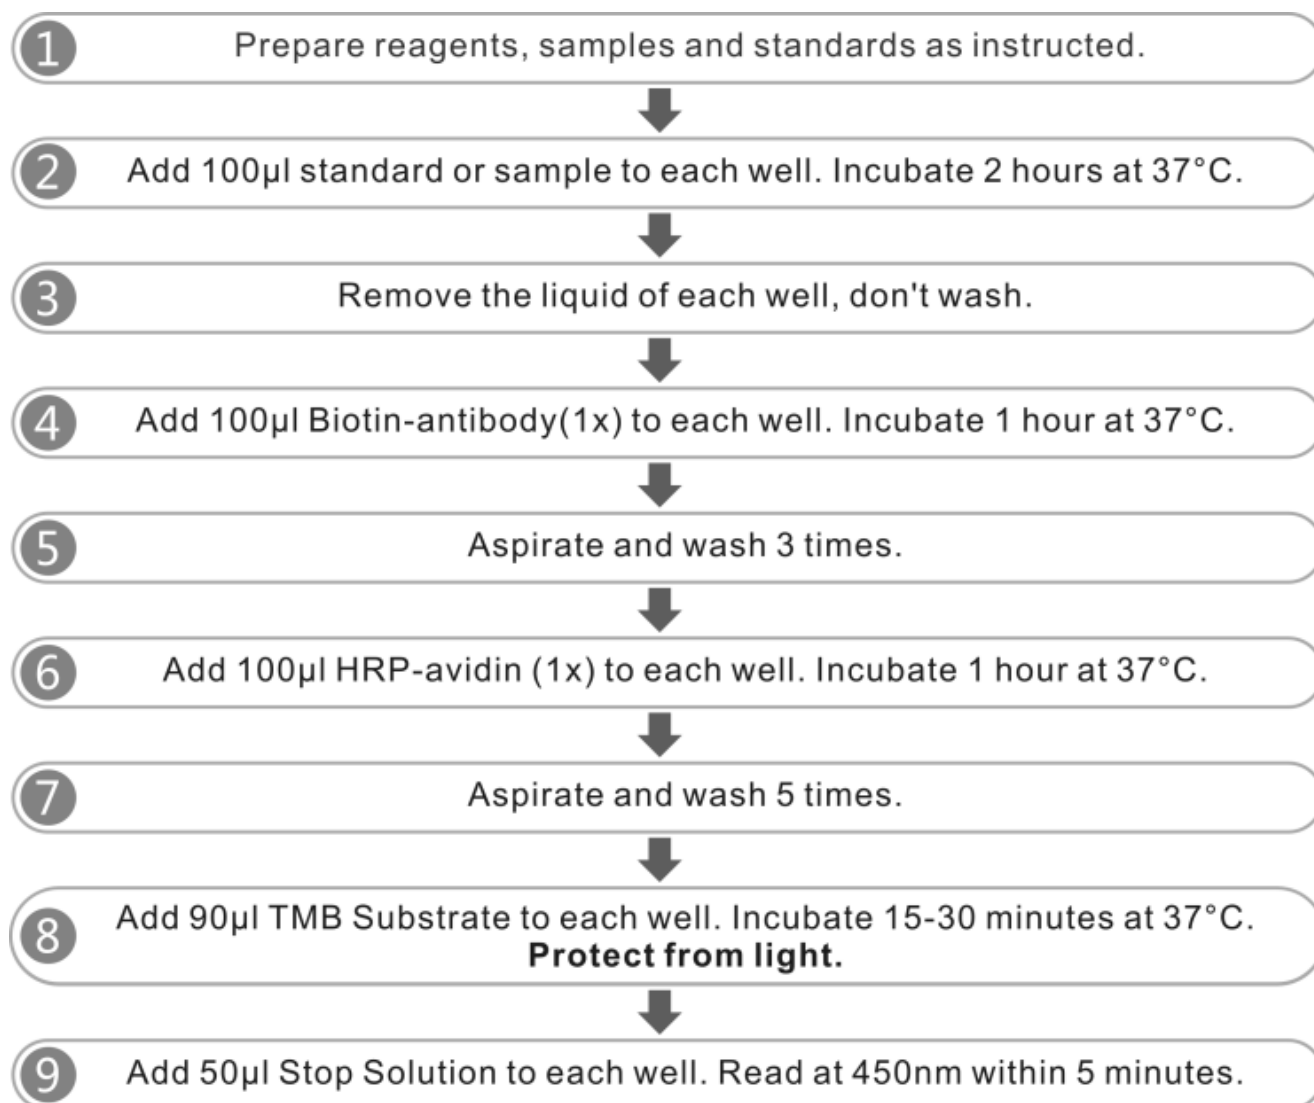 1 Prepare reagents, samples and standards as instructed.
2 Add 100µl standard or sample to each well. Incubate 2 hours at 37°C.
3 Remove the liquid of each well, don't wash.
4 Add 100µl Biotin-antibody(1x) to each well. Incubate 1 hour at 37°C.
5 Aspirate and wash 3 times.
6 Add 100µl HRP-avidin (1x) to each well. Incubate 1 hour at 37°C.
7 Aspirate and wash 5 times.
8 Add 90µl TMB Substrate to each well. Incubate 15-30 minutes at 37°C.
Protect from light.
9 Add 50µl Stop Solution to each well. Read at 450nm within 5 minutes.